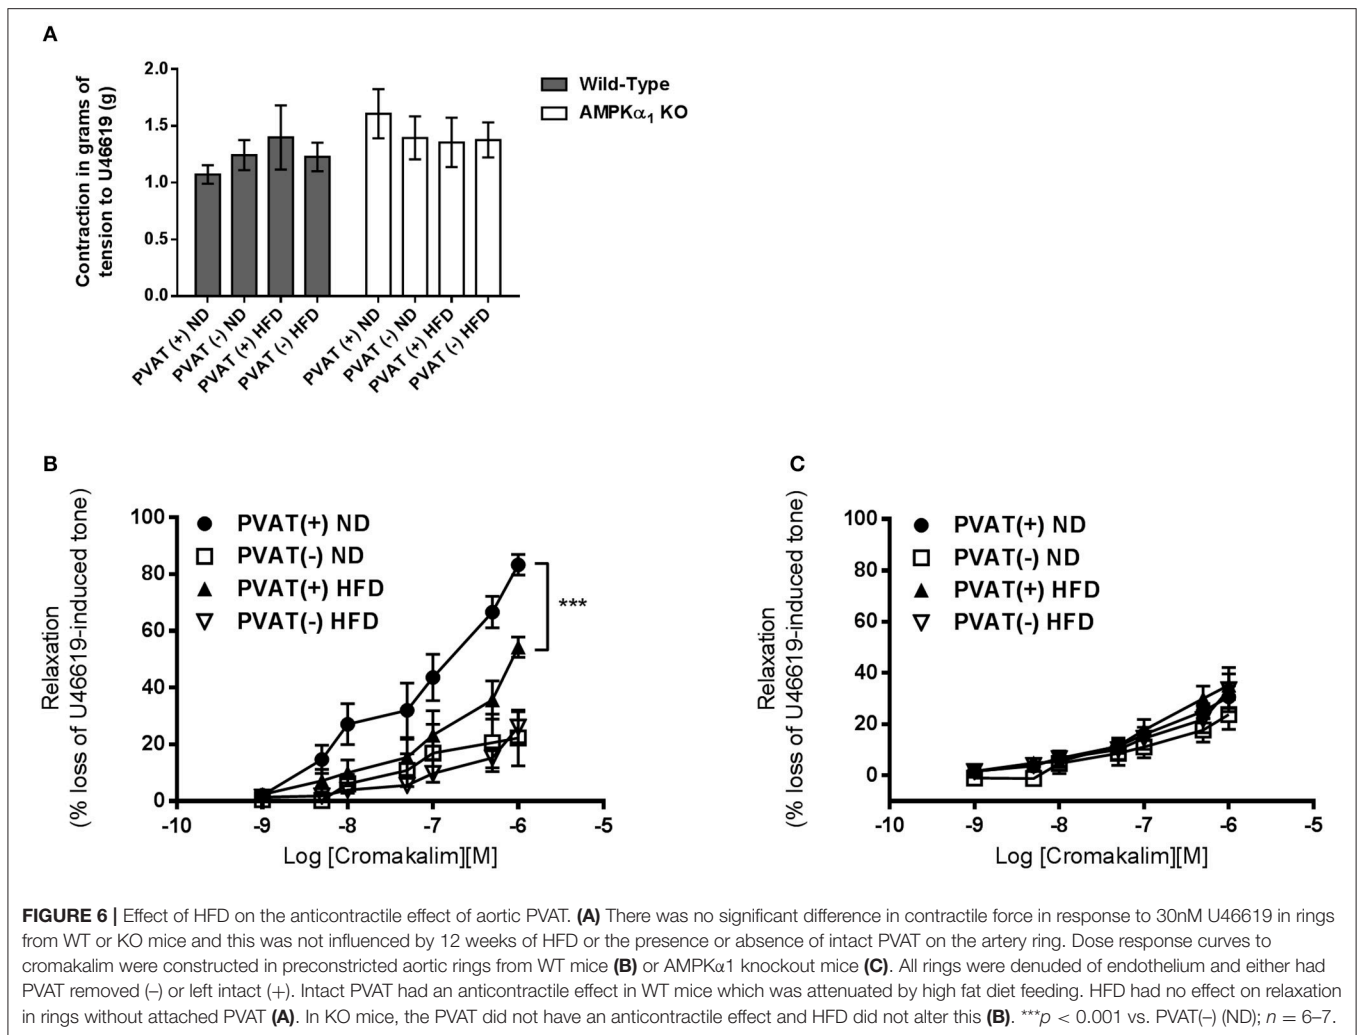 A
Contraction in grams of
tension to U46619 (g)
2.0
1.5
1.0
0.5
0.0
PVAT (+) ND
PVAT (-) ND
PVAT (+) HFD
PVAT (-) HFD
PVAT (+) ND
PVAT (-) ND
PVAT (+) HFD
PVAT (-) HFD
Wild-Type
AMPKα₁ KO
B
Relaxation
(% loss of U46619-induced tone)
100
80
60
40
20
0
PVAT(+) ND
PVAT(-) ND
PVAT(+) HFD
PVAT(-) HFD
***
-10
-9
-8
-7
-6
-5
Log [Cromakalim][M]
C
Relaxation
(% loss of U46619-induced tone)
100
80
60
40
20
0
PVAT(+) ND
PVAT(-) ND
PVAT(+) HFD
PVAT(-) HFD
-10
-9
-8
-7
-6
-5
Log [Cromakalim][M]
FIGURE 6 | Effect of HFD on the anticontractile effect of aortic PVAT. (A) There was no significant difference in contractile force in response to 30nM U46619 in rings
from WT or KO mice and this was not influenced by 12 weeks of HFD or the presence or absence of intact PVAT on the artery ring. Dose response curves to
cromakalim were constructed in preconstricted aortic rings from WT mice (B) or AMPKα1 knockout mice (C). All rings were denuded of endothelium and either had
PVAT removed (–) or left intact (+). Intact PVAT had an anticontractile effect in WT mice which was attenuated by high fat diet feeding. HFD had no effect on relaxation
in rings without attached PVAT (A). In KO mice, the PVAT did not have an anticontractile effect and HFD did not alter this (B). ***p < 0.001 vs. PVAT(–) (ND); n = 6–7.